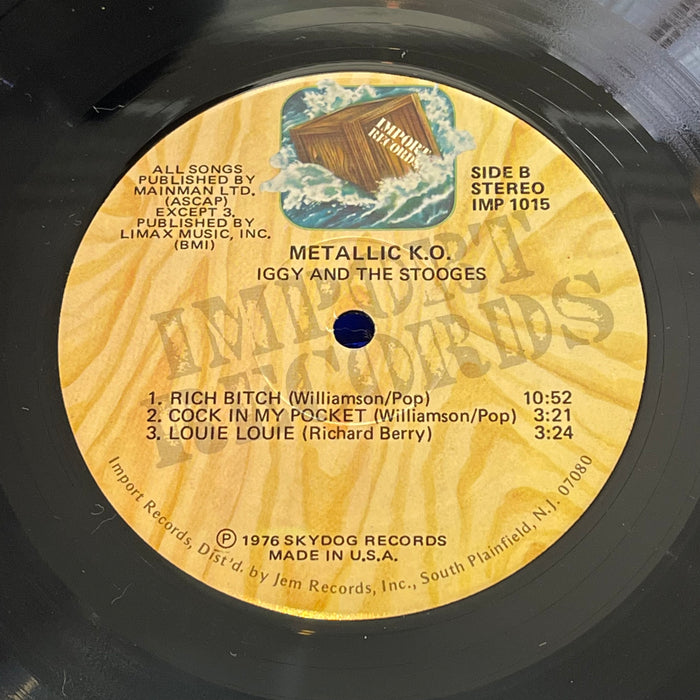 IMPORT
RECORDS
ALL SONGS
PUBLISHED BY
MAINMAN LTD.
(ASCAP)
EXCEPT 3.
PUBLISHED BY
LIMAX MUSIC, INC.
(BMI)
SIDE B
STEREO
IMP 1015
METALLIC K.O.
IGGY AND THE STOOGES
IMPORT
RECORDS
1. RICH BITCH (Williamson/Pop) 10:52
2. COCK IN MY POCKET (Williamson/Pop) 3:21
3. LOUIE LOUIE (Richard Berry) 3:24
Ⓟ 1976 SKYDOG RECORDS
MADE IN U.S.A.
Import Records, Dist'd. by Jem Records, Inc., South Plainfield, N.J. 07080